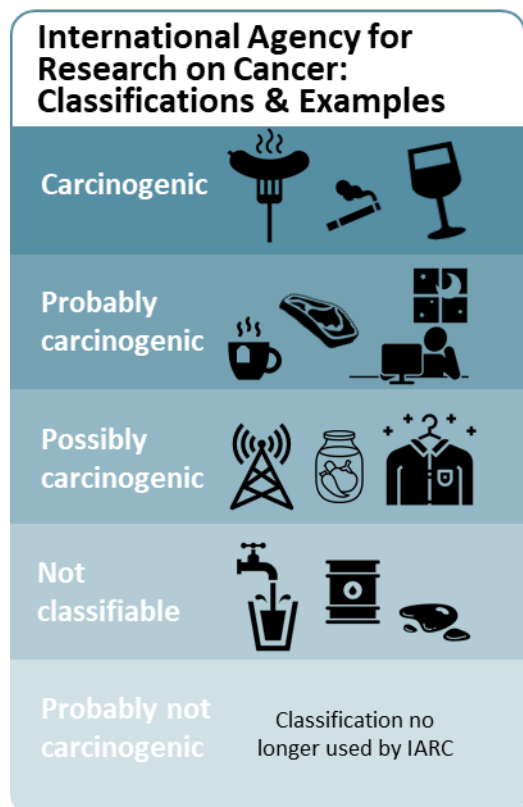 International Agency for
Research on Cancer:
Classifications & Examples
Carcinogenic
Probably
carcinogenic
Possibly
carcinogenic
Not
classifiable
Probably not
carcinogenic
Classification no
longer used by IARC